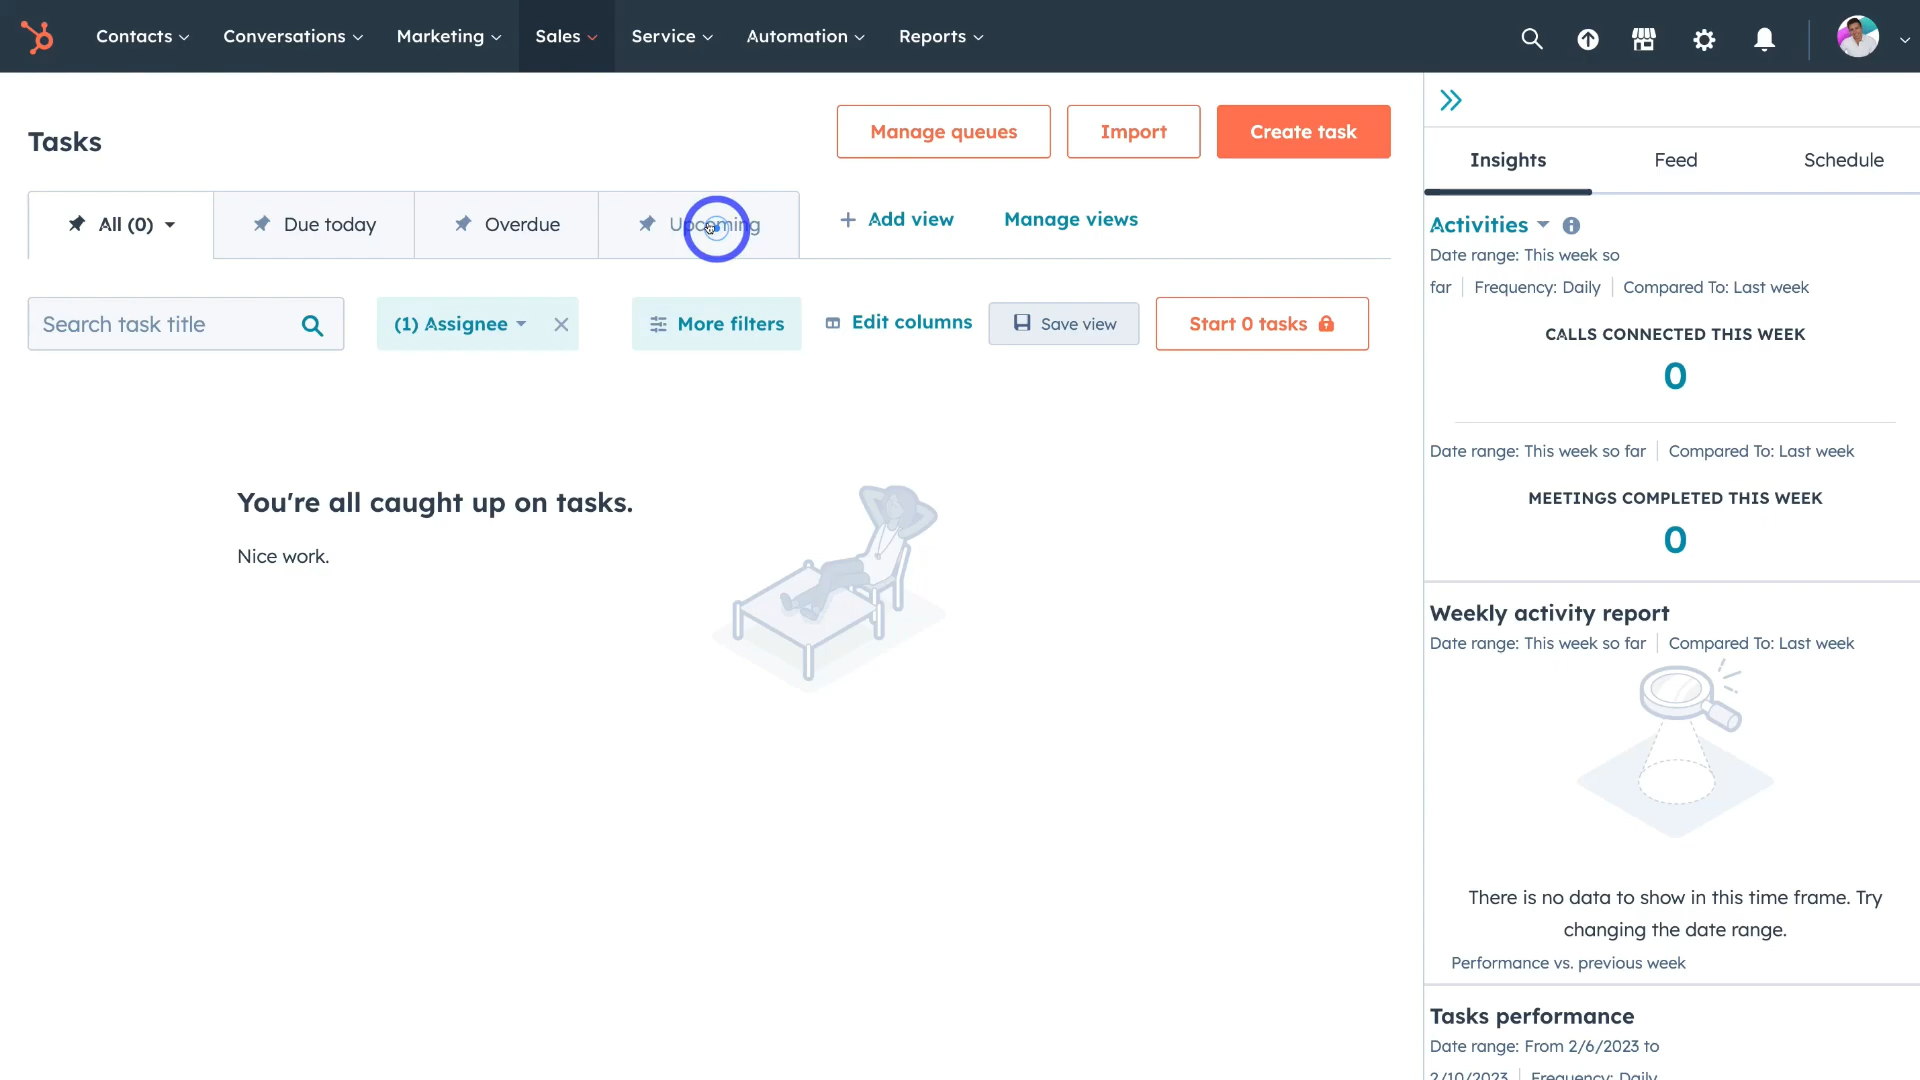 Contacts Conversations Marketing Sales Service Automation Reports
Tasks
Manage queues Import Create task
All (0) Due today Overdue Upcoming + Add view Manage views
Search task title (1) Assignee More filters Edit columns Save view Start 0 tasks
You're all caught up on tasks.
Nice work.
Insights Feed Schedule
Activities
Date range: This week so
far Frequency: Daily Compared To: Last week
CALLS CONNECTED THIS WEEK
0
Date range: This week so far Compared To: Last week
MEETINGS COMPLETED THIS WEEK
0
Weekly activity report
Date range: This week so far Compared To: Last week
There is no data to show in this time frame. Try
changing the date range.
Performance vs. previous week
Tasks performance
Date range: From 2/6/2023 to
2/10/2023 Frequency: Daily